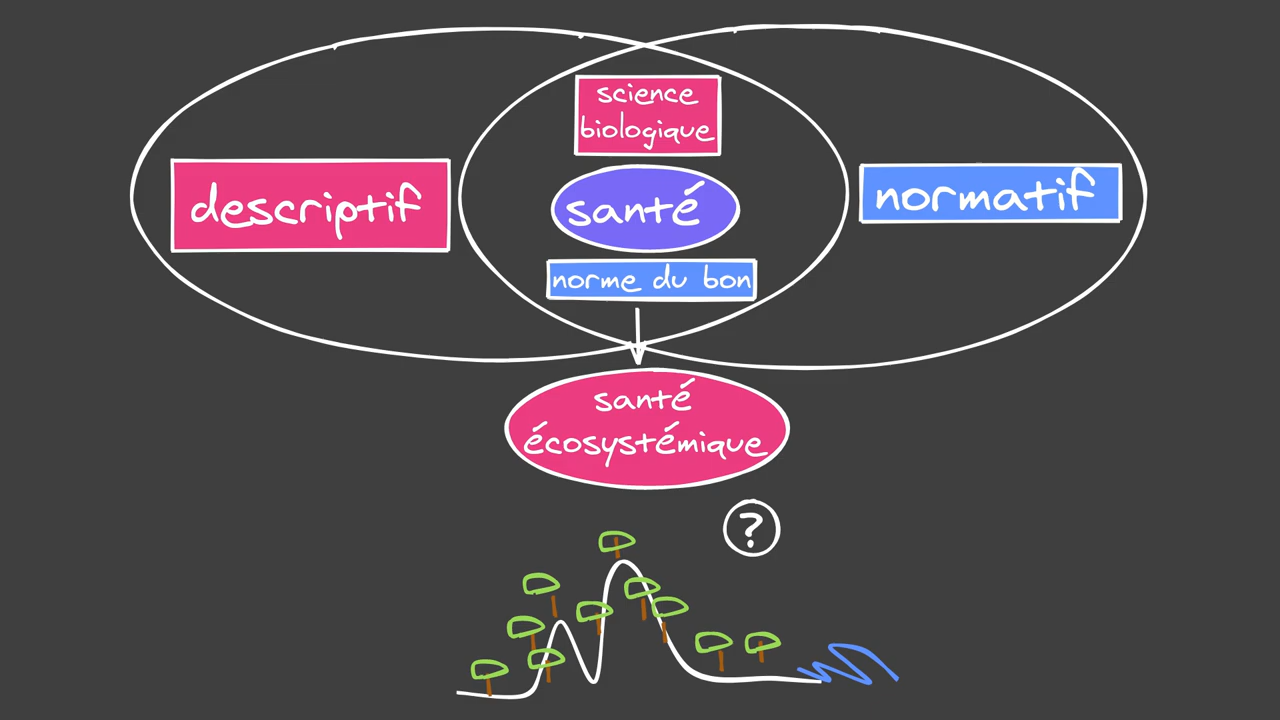 science
biologique
descriptif
santé
normatif
norme du bon
santé
écosystémique
?